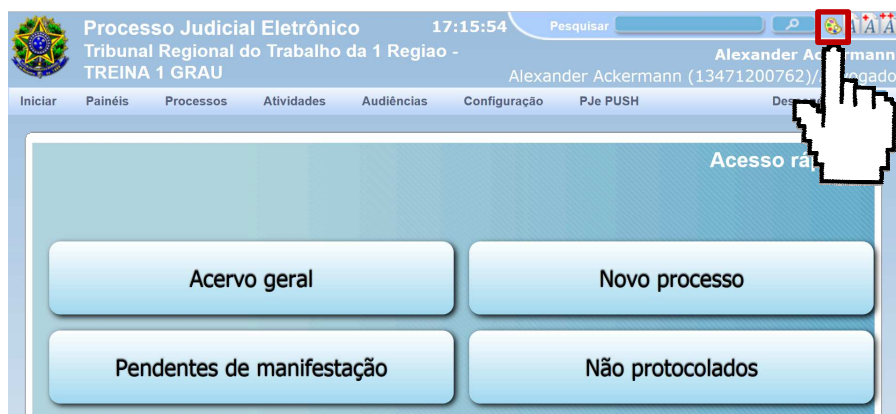 Processo Judicial Eletrônico 17:15:54 Pesquisar A A A
Tribunal Regional do Trabalho da 1 Regiao -
TREINA 1 GRAU
Alexander
Alexander Ackermann (13471200762)/
Iniciar Painéis Processos Atividades Audiências Configuração PJe PUSH
Acesso
Acervo geral Novo processo
Pendentes de manifestação Não protocolados